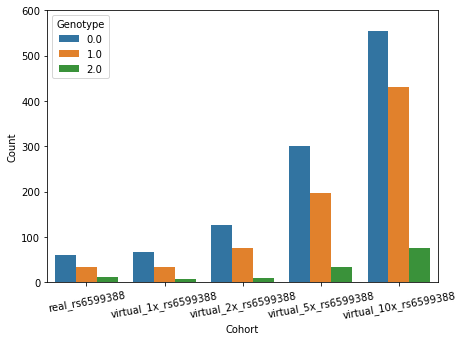 600
500
400
300
200
100
0
Count
Genotype
0.0
1.0
2.0
real_rs6599388
virtual_1x_rs6599388
virtual_2x_rs6599388
virtual_5x_rs6599388
virtual_10x_rs6599388
Cohort